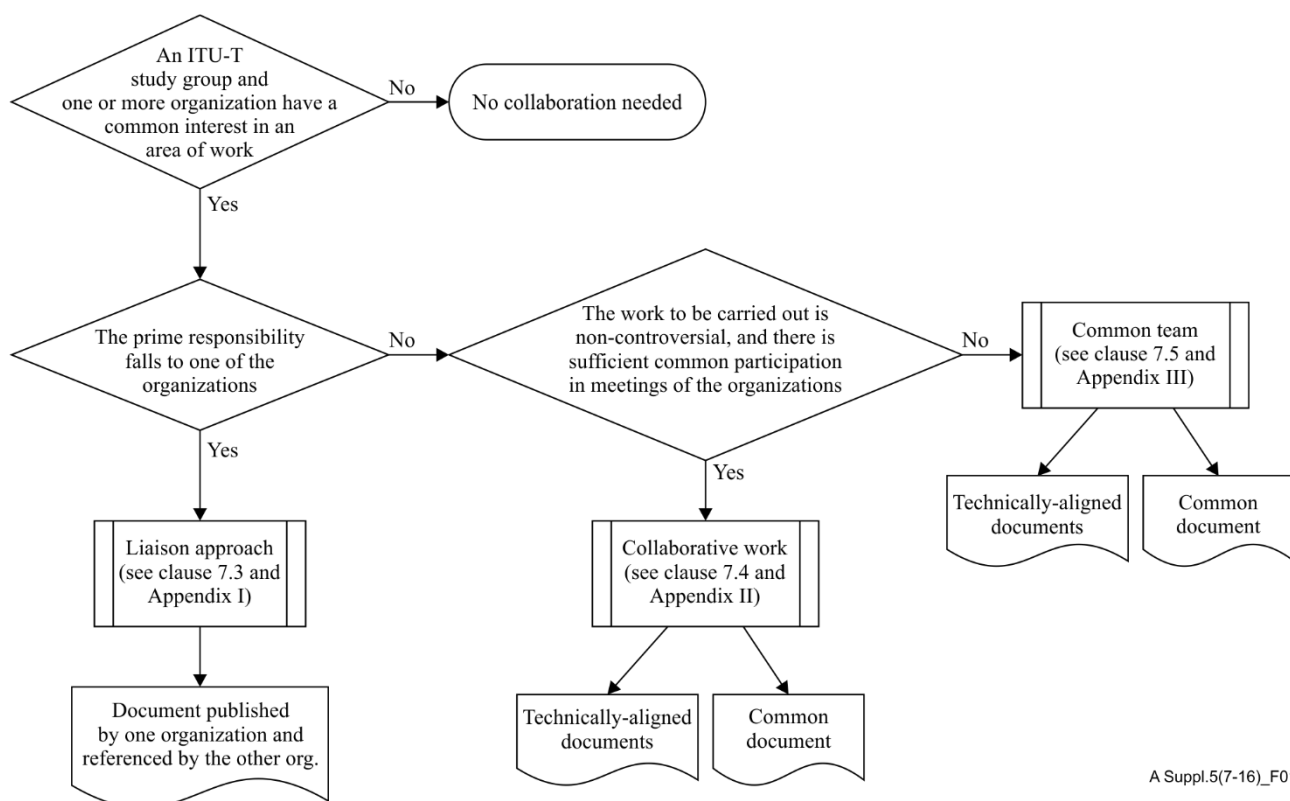 An ITU-T
study group and
one or more organization have a
common interest in an
area of work
No
No collaboration needed
Yes
The prime responsibility
falls to one of the
organizations
No
The work to be carried out is
non-controversial, and there is
sufficient common participation
in meetings of the organizations
No
Common team
(see clause 7.5 and
Appendix III)
Yes
Yes
Technically-aligned
documents
Common
document
Liaison approach
(see clause 7.3 and
Appendix I)
Collaborative work
(see clause 7.4 and
Appendix II)
Document published
by one organization and
referenced by the other org.
Technically-aligned
documents
Common
document
A Suppl.5(7-16)_F01